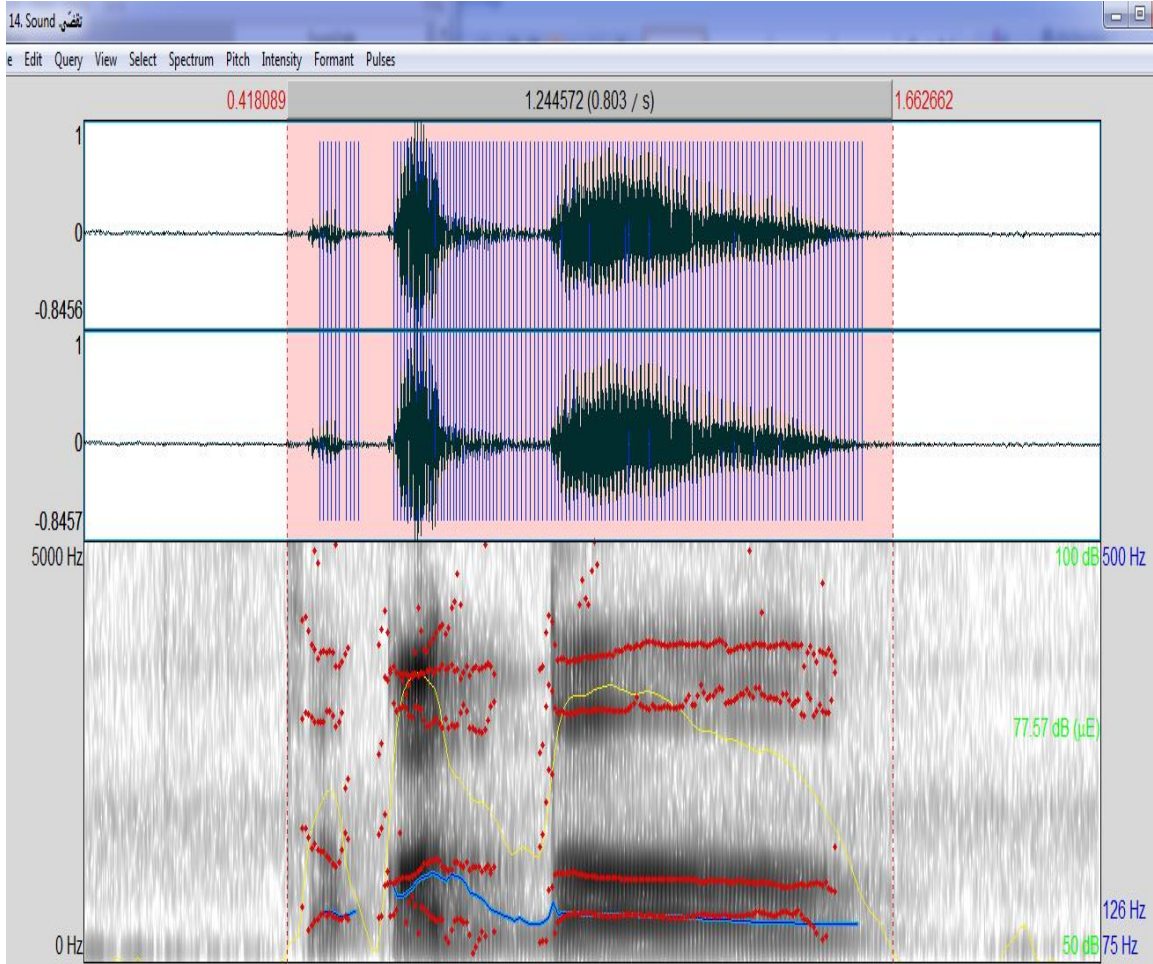 14. Sound تقضّي
e Edit Query View Select Spectrum Pitch Intensity Formant Pulses
0.418089 1.244572 (0.803 / s) 1.662662
1
0
-0.8456
1
0
-0.8457
5000 Hz 100 dB 500 Hz
77.57 dB (µE)
126 Hz
0 Hz 50 dB 75 Hz